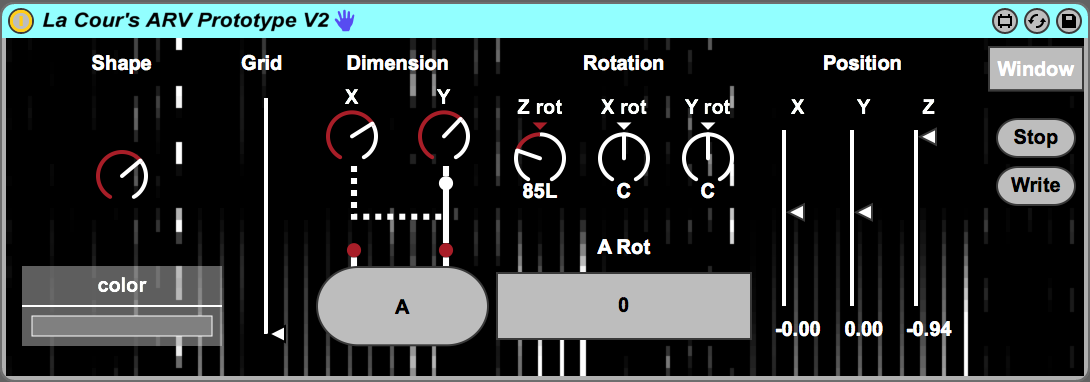 La Cour's ARV Prototype V2
Shape
Grid
Dimension
Rotation
Position
Window
X
Y
Z rot
X rot
Y rot
X
Y
Z
Stop
Write
85L
C
C
A Rot
color
A
0
-0.00
0.00
-0.94